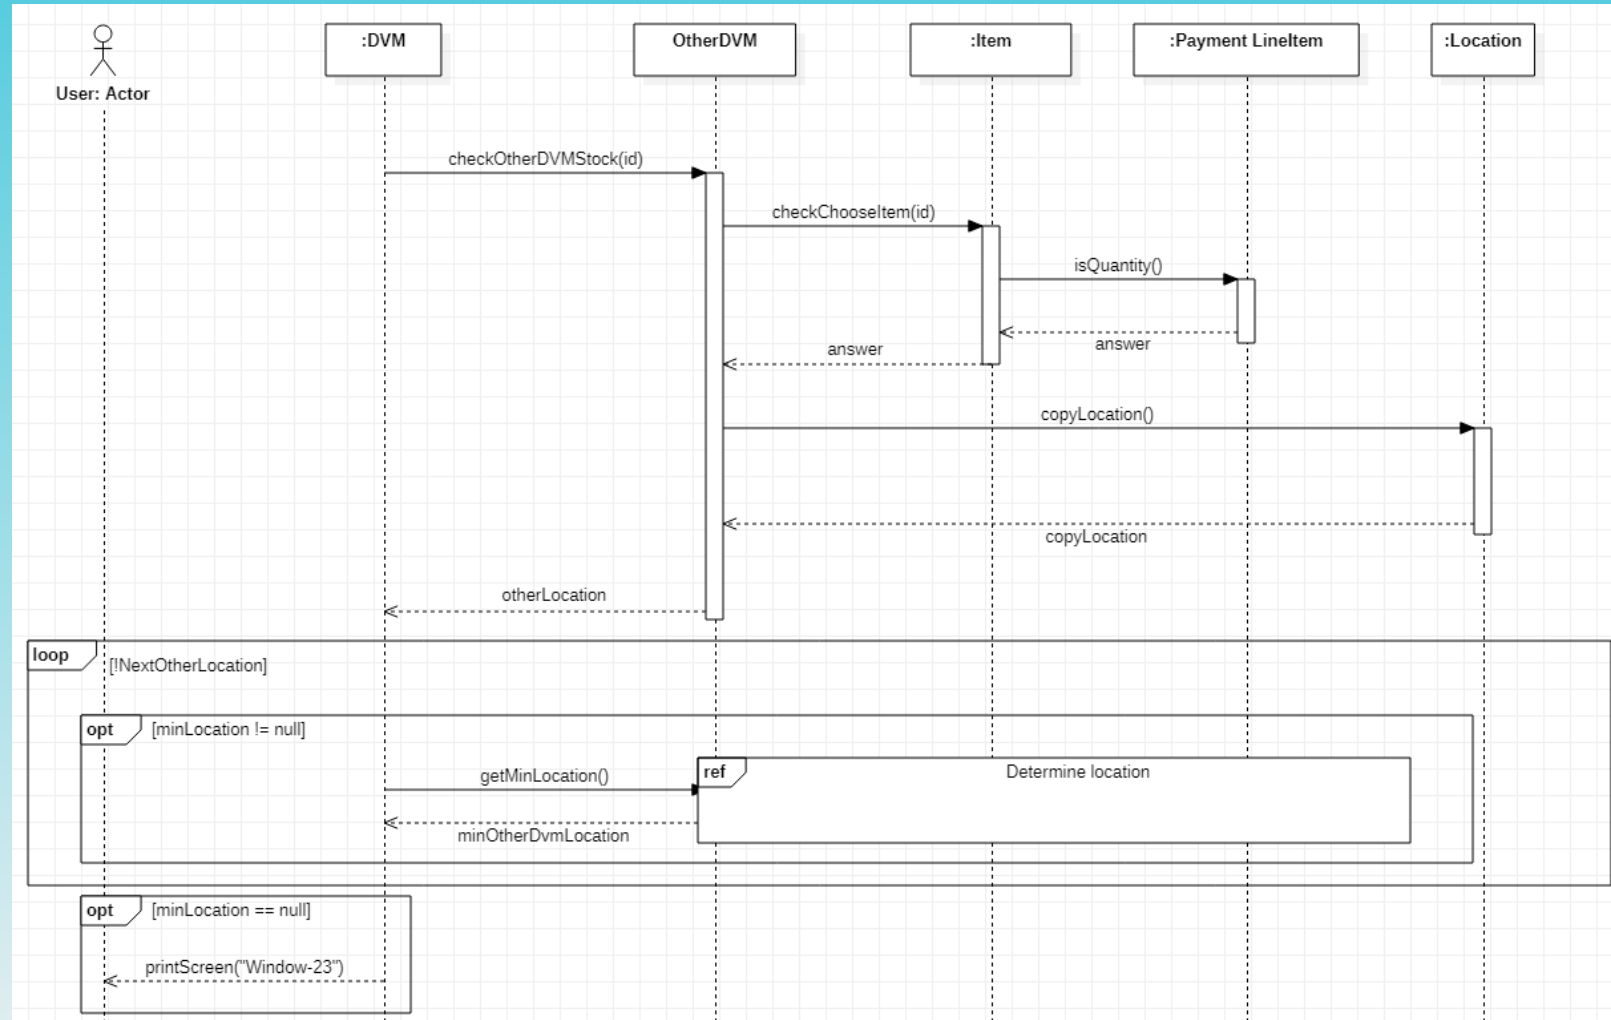 User: Actor
:DVM
OtherDVM
:Item
:Payment LineItem
:Location
checkOtherDVMStock(id)
checkChooseItem(id)
isQuantity()
answer
answer
copyLocation()
copyLocation
otherLocation
loop
[!NextOtherLocation]
opt
[minLocation != null]
getMinLocation()
ref
Determine location
minOtherDvmLocation
opt
[minLocation == null]
printScreen("Window-23")